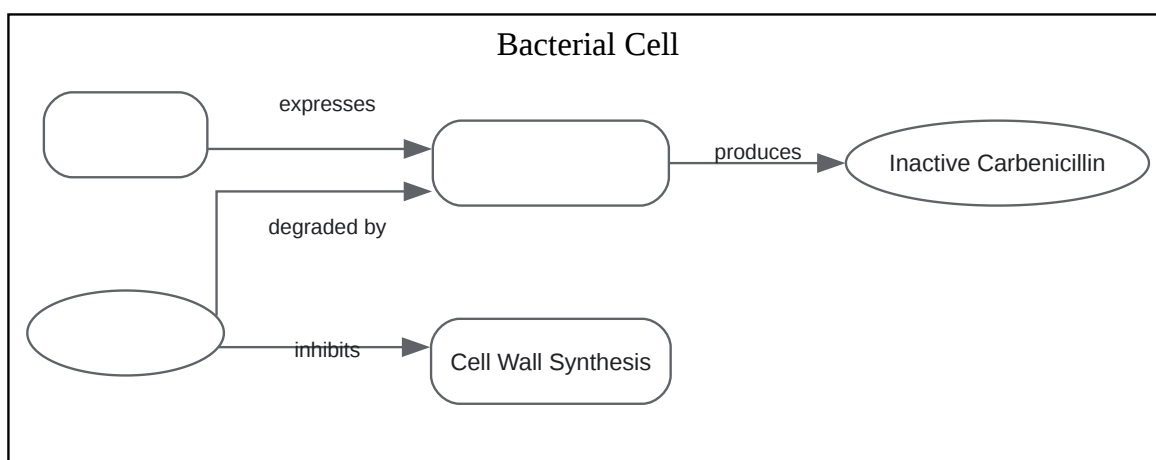 Bacterial Cell
expresses
produces
Inactive Carbenicillin
degraded by
inhibits
Cell Wall Synthesis